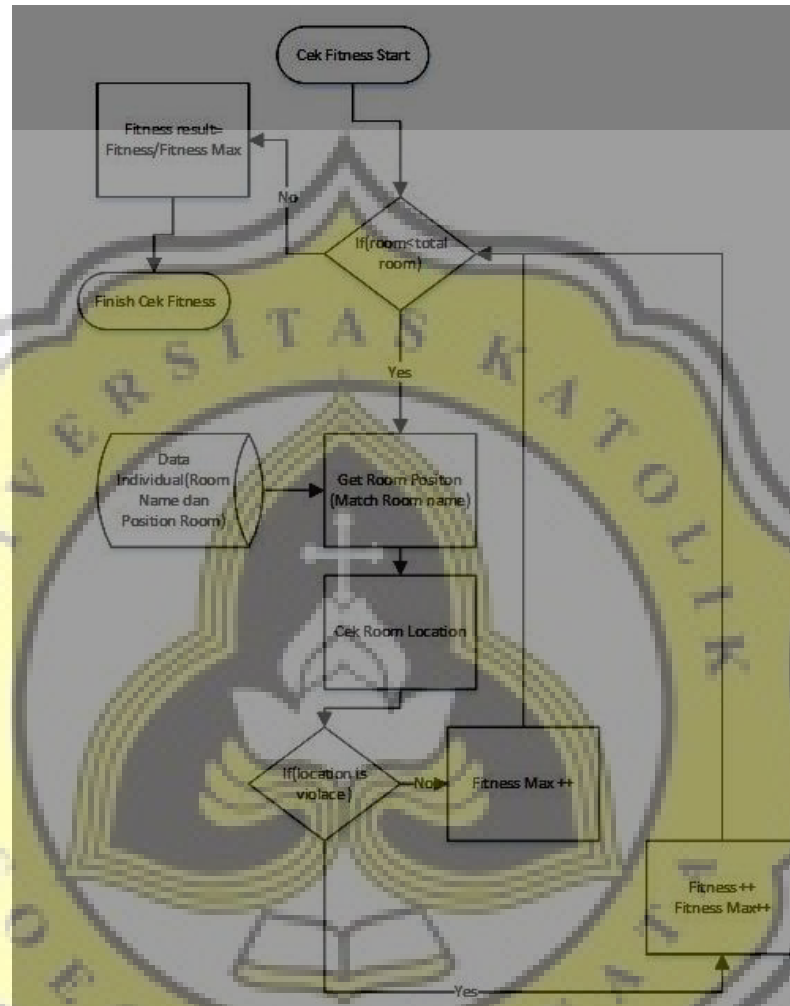 Cek Fitness Start
Fitness result=
Fitness/Fitness Max
No
If(room<total
room)
Finish Cek Fitness
Yes
Data
Individual(Room
Name dan
Position Room)
Get Room Positon
(Match Room name)
Cek Room Location
If(location is
violace)
No
Fitness Max ++
Fitness ++
Fitness Max++
Yes
VERSITAS KATOLIK